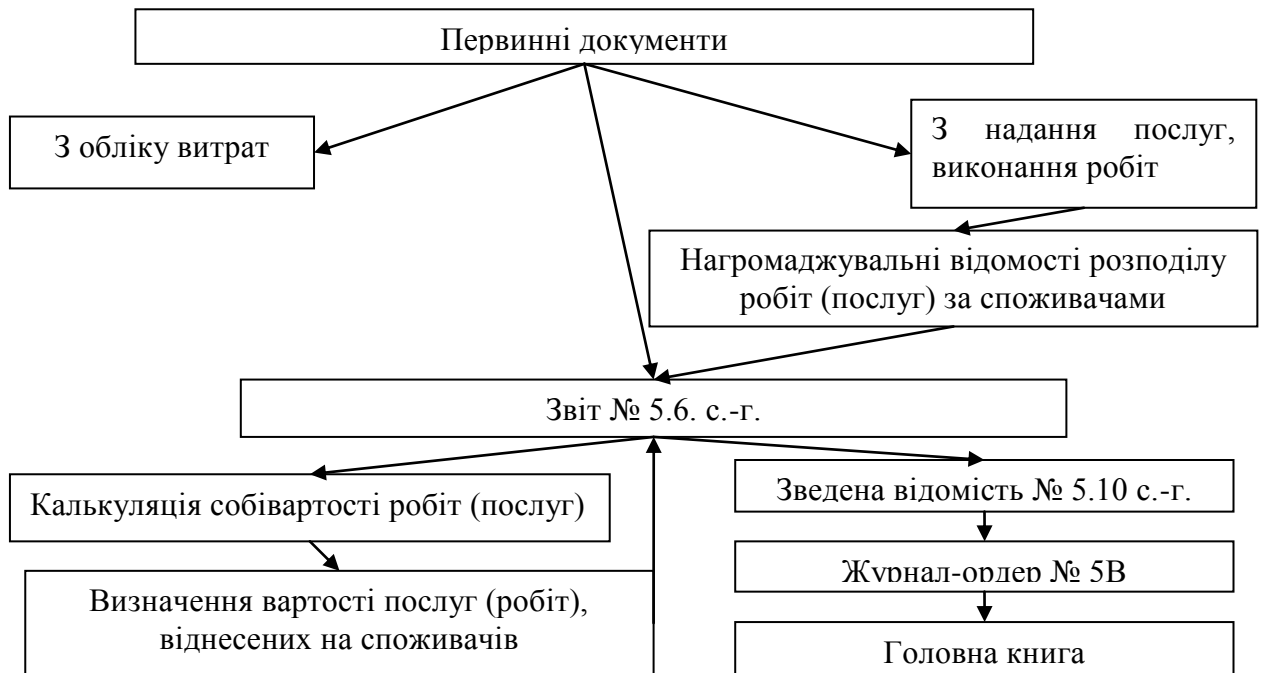 Первинні документи
З обліку витрат
З надання послуг,
виконання робіт
Нагромаджувальні відомості розподілу
робіт (послуг) за споживачами
Звіт № 5.6. с.-г.
Калькуляція собівартості робіт (послуг)
Зведена відомість № 5.10 с.-г.
Журнал-ордер № 5В
Визначення вартості послуг (робіт),
віднесених на споживачів
Головна книга